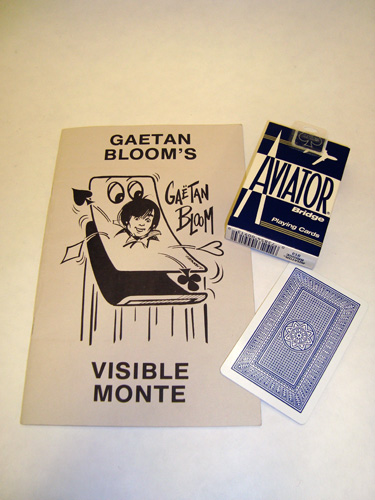 GAETAN
BLOOM'S
GAËTAN
BLOOM
VISIBLE
MONTE
AVIATOR
Bridge
Playing Cards